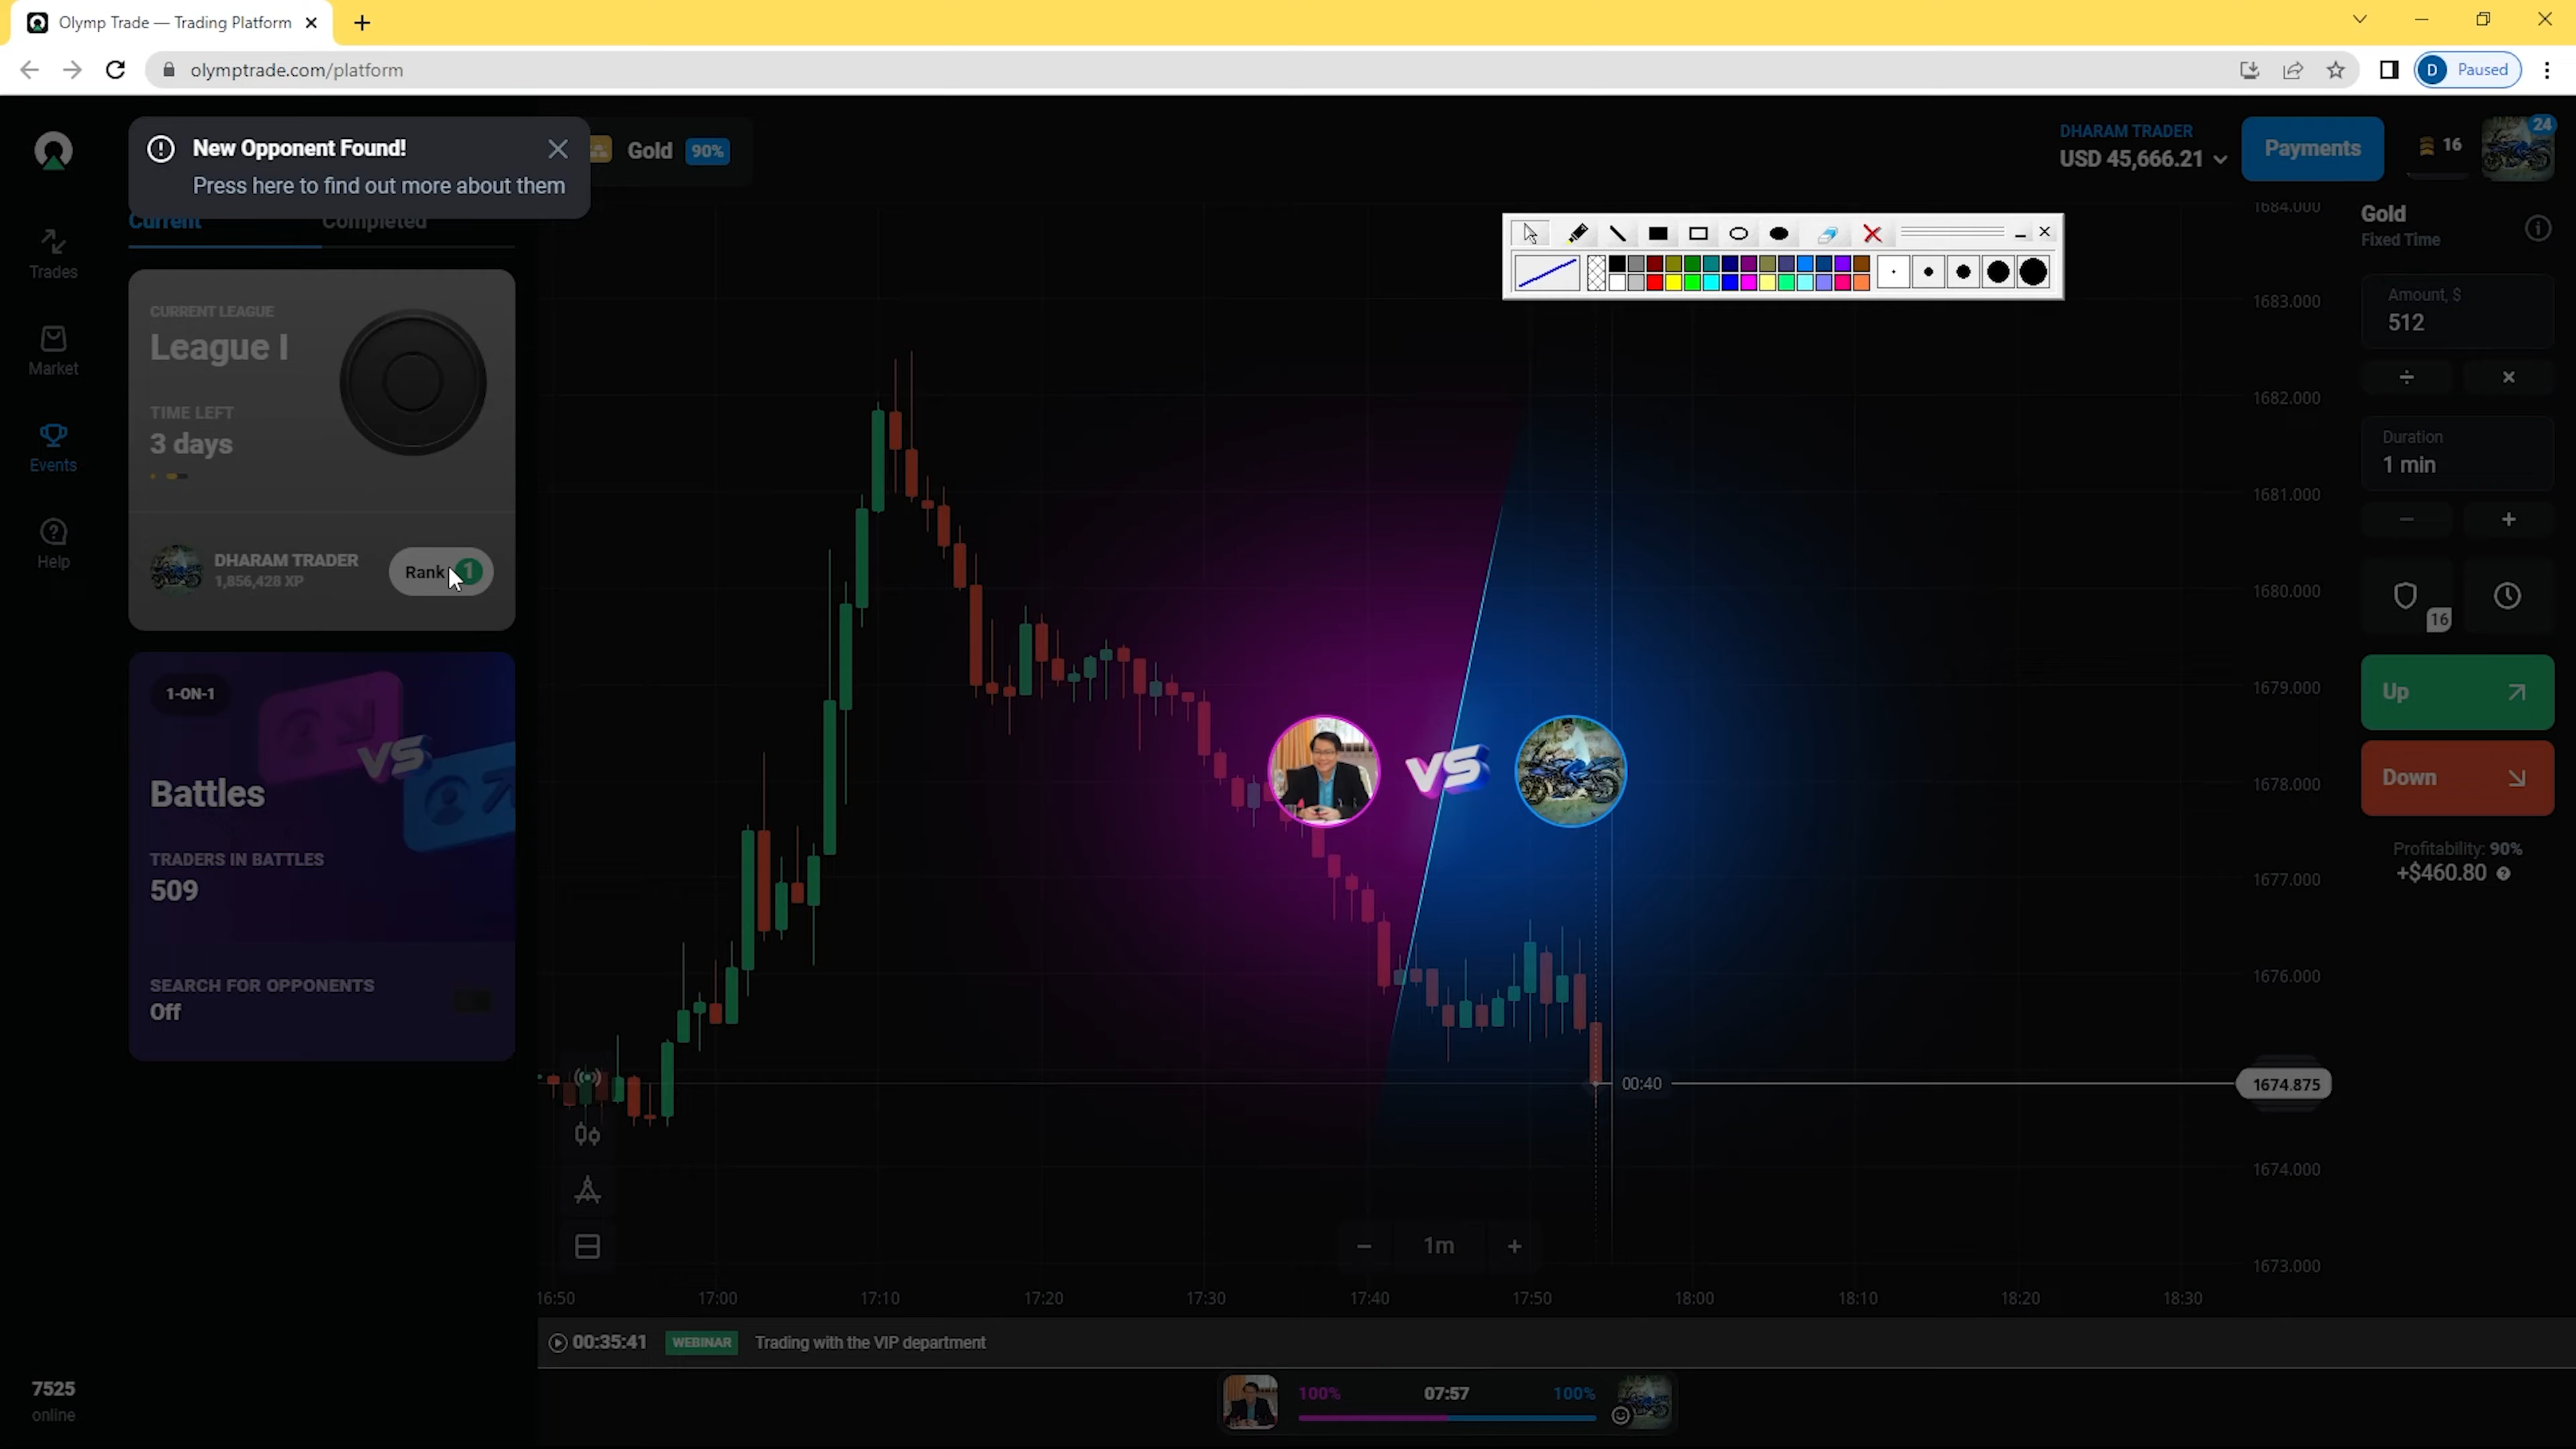 Olymp Trade — Trading Platform
olymptrade.com/platform
D Paused
New Opponent Found!
Press here to find out more about them
Gold 90%
DHARAM TRADER
USD 45,666.21
Payments
16
24
Current Completed
Trades
Market
Events
Help
CURRENT LEAGUE
League I
TIME LEFT
3 days
DHARAM TRADER
1,856,428 XP
Rank 1
1-ON-1
VS
Battles
TRADERS IN BATTLES
509
SEARCH FOR OPPONENTS
Off
VS
1684.000
1683.000
1682.000
1681.000
1680.000
1679.000
1678.000
1677.000
1676.000
00:40
1674.875
1674.000
1673.000
1m
16:50 17:00 17:10 17:20 17:30 17:40 17:50 18:00 18:10 18:20 18:30
Gold
Fixed Time
Amount, $
512
÷ ×
Duration
1 min
− +
16
Up
Down
Profitability: 90%
+$460.80
00:35:41 WEBINAR Trading with the VIP department
100% 07:57 100%
7525
online